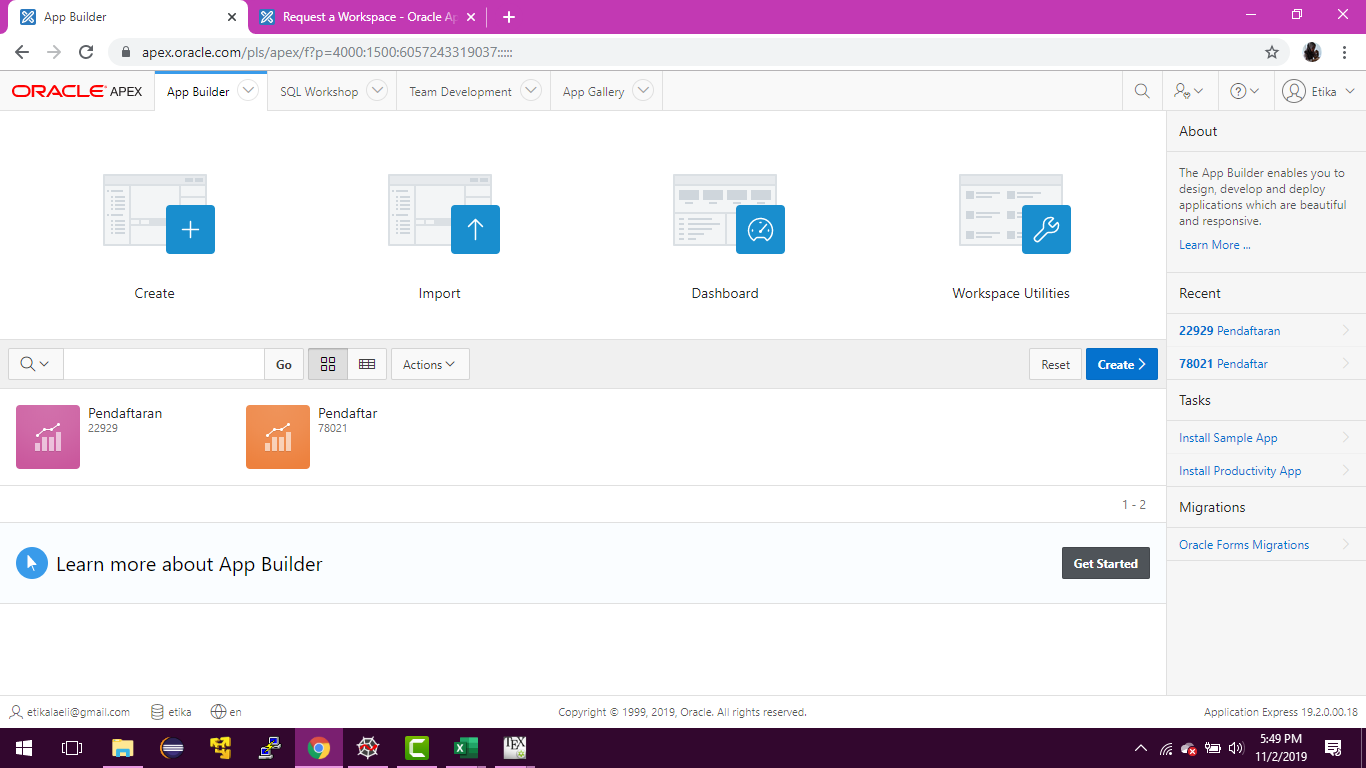 App Builder
Request a Workspace - Oracle Ap
apex.oracle.com/pls/apex/f?p=4000:1500:6057243319037:::::
ORACLE APEX
App Builder
SQL Workshop
Team Development
App Gallery
Etika
Create
Import
Dashboard
Workspace Utilities
Go
Actions
Reset
Create
Pendaftaran
22929
Pendaftar
78021
1 - 2
Learn more about App Builder
Get Started
About
The App Builder enables you to
design, develop and deploy
applications which are beautiful
and responsive.
Learn More ...
Recent
22929 Pendaftaran
78021 Pendaftar
Tasks
Install Sample App
Install Productivity App
Migrations
Oracle Forms Migrations
etikalaeli@gmail.com
etika
en
Copyright © 1999, 2019, Oracle. All rights reserved.
Application Express 19.2.0.00.18
TEX
5:49 PM
11/2/2019